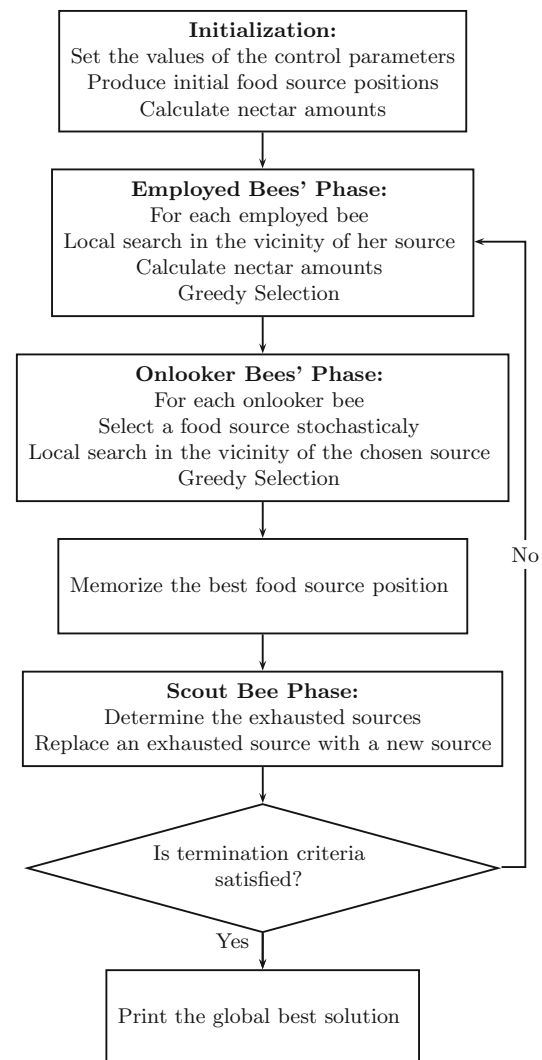 Initialization:
Set the values of the control parameters
Produce initial food source positions
Calculate nectar amounts
Employed Bees' Phase:
For each employed bee
Local search in the vicinity of her source
Calculate nectar amounts
Greedy Selection
Onlooker Bees' Phase:
For each onlooker bee
Select a food source stochasticaly
Local search in the vicinity of the chosen source
Greedy Selection
No
Memorize the best food source position
Scout Bee Phase:
Determine the exhausted sources
Replace an exhausted source with a new source
Is termination criteria
satisfied?
Yes
Print the global best solution